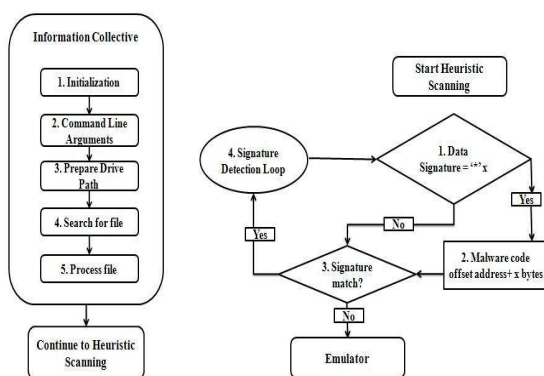 Information Collective
1. Initialization
2. Command Line
Arguments
3. Prepare Drive
Path
4. Search for file
5. Process file
Continue to Heuristic
Scanning
Start Heuristic
Scanning
1. Data
Signature = ‘*’ x
4. Signature
Detection Loop
Yes
No
Yes
2. Malware code
offset address+ x bytes
3. Signature
match?
No
Emulator